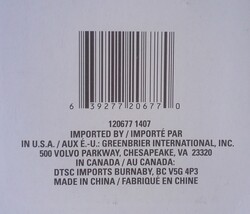 6 39277 20677 0
120677 1407
IMPORTED BY / IMPORTÉ PAR
IN U.S.A. / AUX É.-U.: GREENBRIER INTERNATIONAL, INC.
500 VOLVO PARKWAY, CHESAPEAKE, VA 23320
IN CANADA / AU CANADA:
DTSC IMPORTS BURNABY, BC V5G 4P3
MADE IN CHINA / FABRIQUÉ EN CHINE